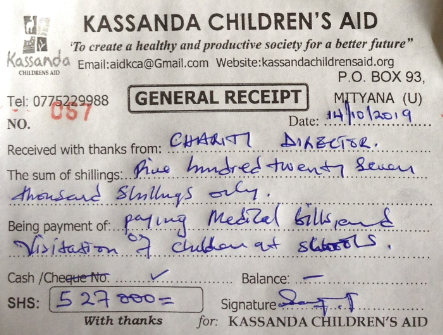 KASSANDA CHILDREN'S AID
"To create a healthy and productive society for a better future"
Kassanda
CHILDREN'S AID
Email:aidkca@Gmail.com Website:kassandachildrensaid.org
P.O. BOX 93,
Tel: 0775229988 GENERAL RECEIPT MITYANA (U)
NO. 057 Date: 14/10/2019
Received with thanks from: CHARITY DIRECTOR.
The sum of shillings: Five hundred twenty Seven
thousand Shillings only.
Being payment of: paying Medical bills, and
Visitation of children at schools.
Cash /Cheque No. ✓ Balance: –
SHS: 527 000= Signature
With thanks for: KASSANDA CHILDREN'S AID